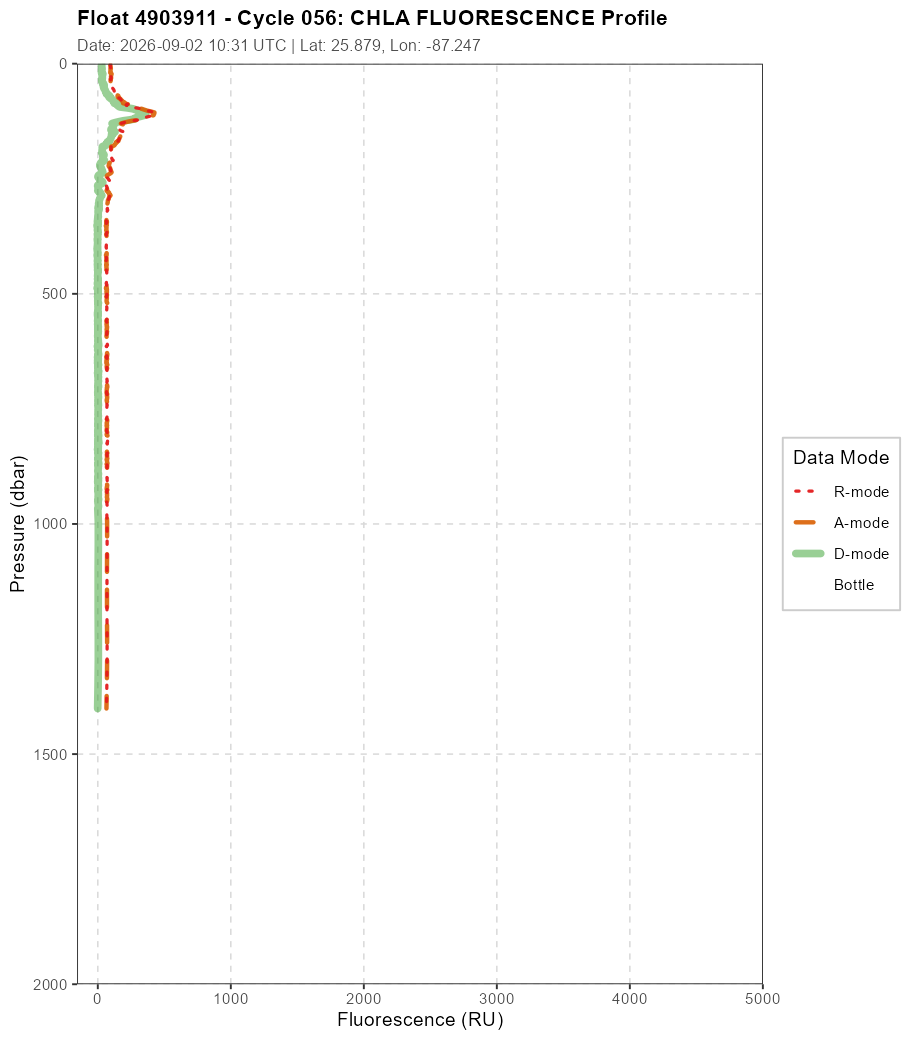 Float 4903911 - Cycle 056: CHLA FLUORESCENCE Profile
Date: 2026-09-02 10:31 UTC | Lat: 25.879, Lon: -87.247
0
500
1000
1500
2000
Pressure (dbar)
0 1000 2000 3000 4000 5000
Fluorescence (RU)
Data Mode
R-mode
A-mode
D-mode
Bottle